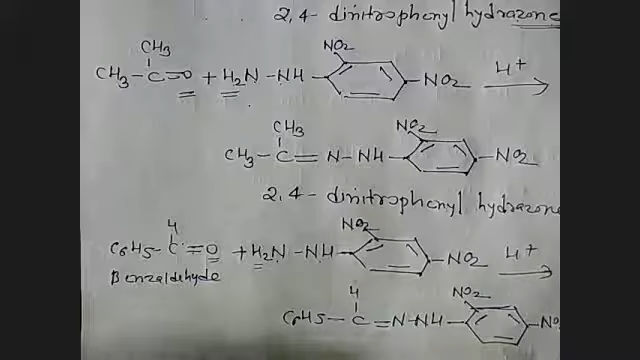 2,4- dinitrophenyl hydrazone
CH3 NO2
CH3-C=O + H2N-NH NO2 H+
CH3 NO2
CH3-C=N-NH NO2
2,4- dinitrophenyl hydrazone
H NO2
C6H5-C=O + H2N-NH NO2 H+
Benzaldehyde
H NO2
C6H5-C=N-NH NO